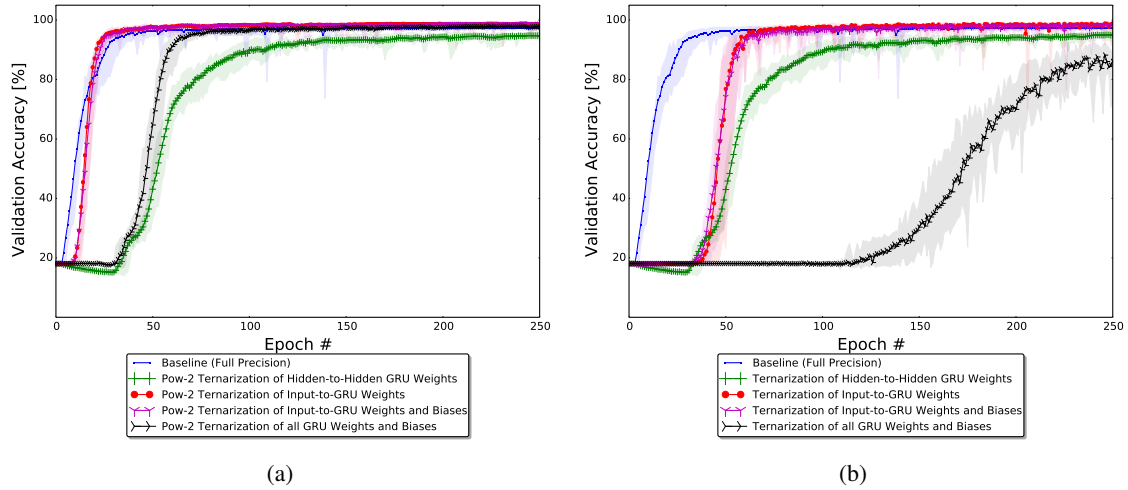 Validation Accuracy [%]
100
80
60
40
20
0
50
100
150
200
250
Epoch #
Baseline (Full Precision)
Pow-2 Ternarization of Hidden-to-Hidden GRU Weights
Pow-2 Ternarization of Input-to-GRU Weights
Pow-2 Ternarization of Input-to-GRU Weights and Biases
Pow-2 Ternarization of all GRU Weights and Biases
(a)
Validation Accuracy [%]
100
80
60
40
20
0
50
100
150
200
250
Epoch #
Baseline (Full Precision)
Ternarization of Hidden-to-Hidden GRU Weights
Ternarization of Input-to-GRU Weights
Ternarization of Input-to-GRU Weights and Biases
Ternarization of all GRU Weights and Biases
(b)